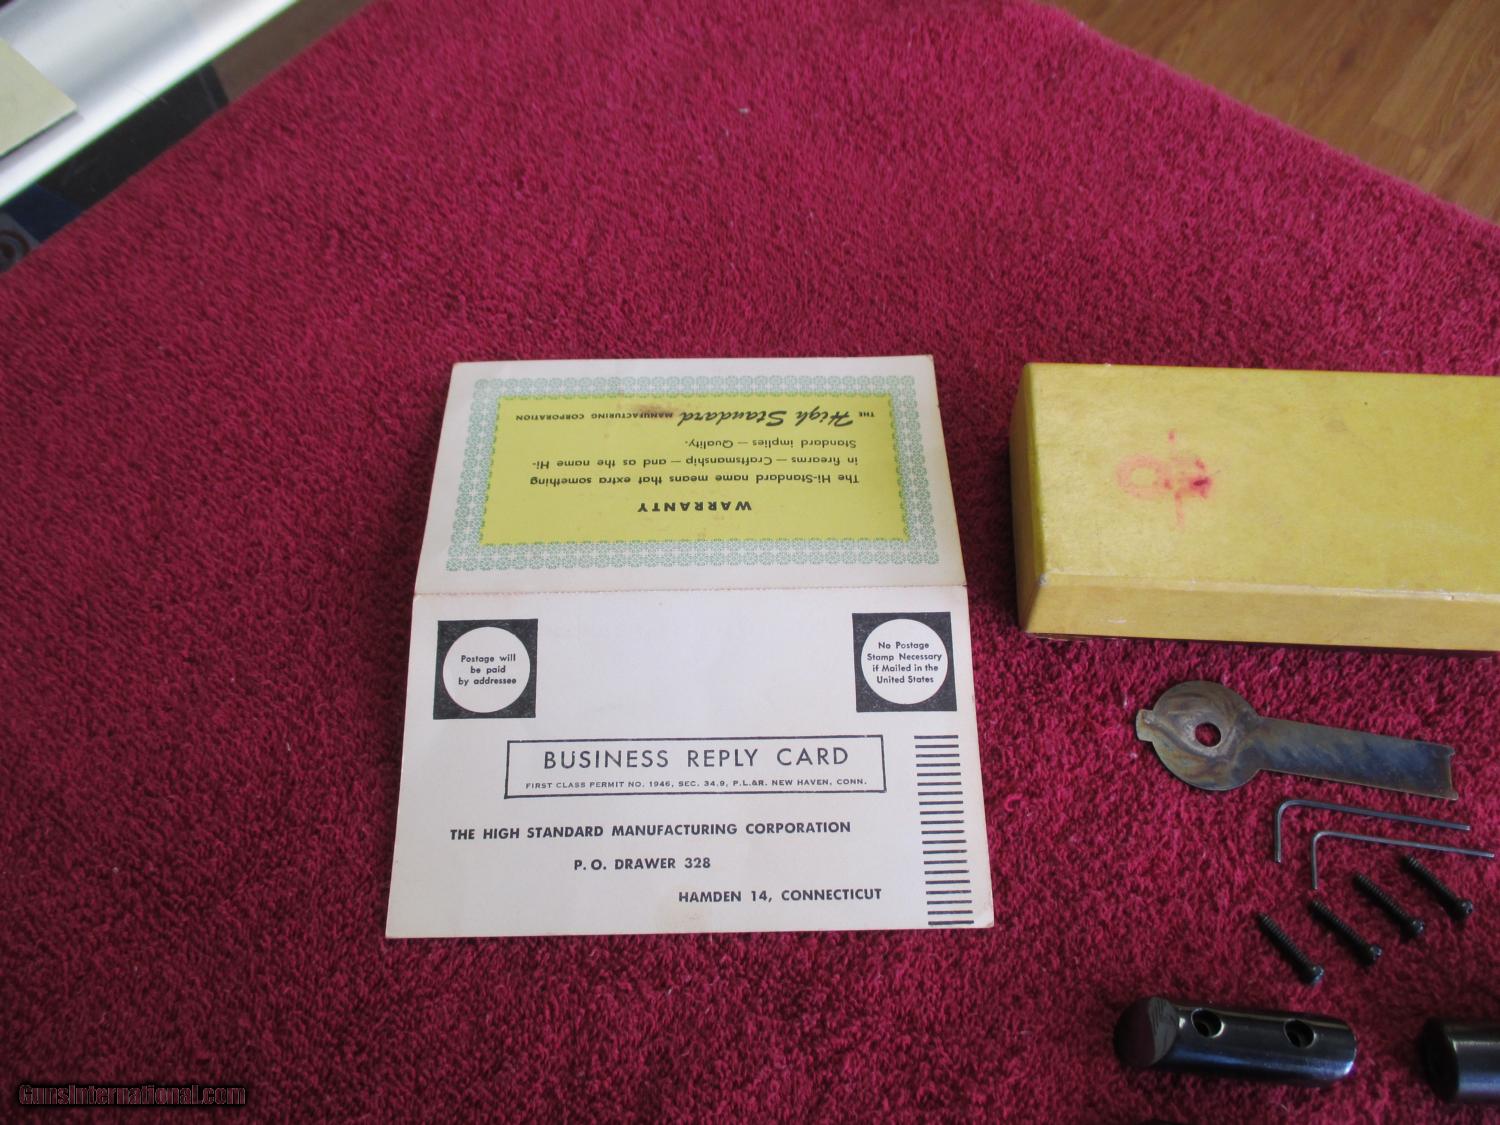 WARRANTY
The Hi-Standard name means that extra something
in firearms — Craftsmanship — and as the name Hi-
Standard implies — Quality.
THE High Standard MANUFACTURING CORPORATION
Postage will
be paid
by addressee
No Postage
Stamp Necessary
if Mailed in the
United States
BUSINESS REPLY CARD
FIRST CLASS PERMIT NO. 1946, SEC. 34.9, P.L.&R. NEW HAVEN, CONN.
THE HIGH STANDARD MANUFACTURING CORPORATION
P. O. DRAWER 328
HAMDEN 14, CONNECTICUT
GunsInternational.com